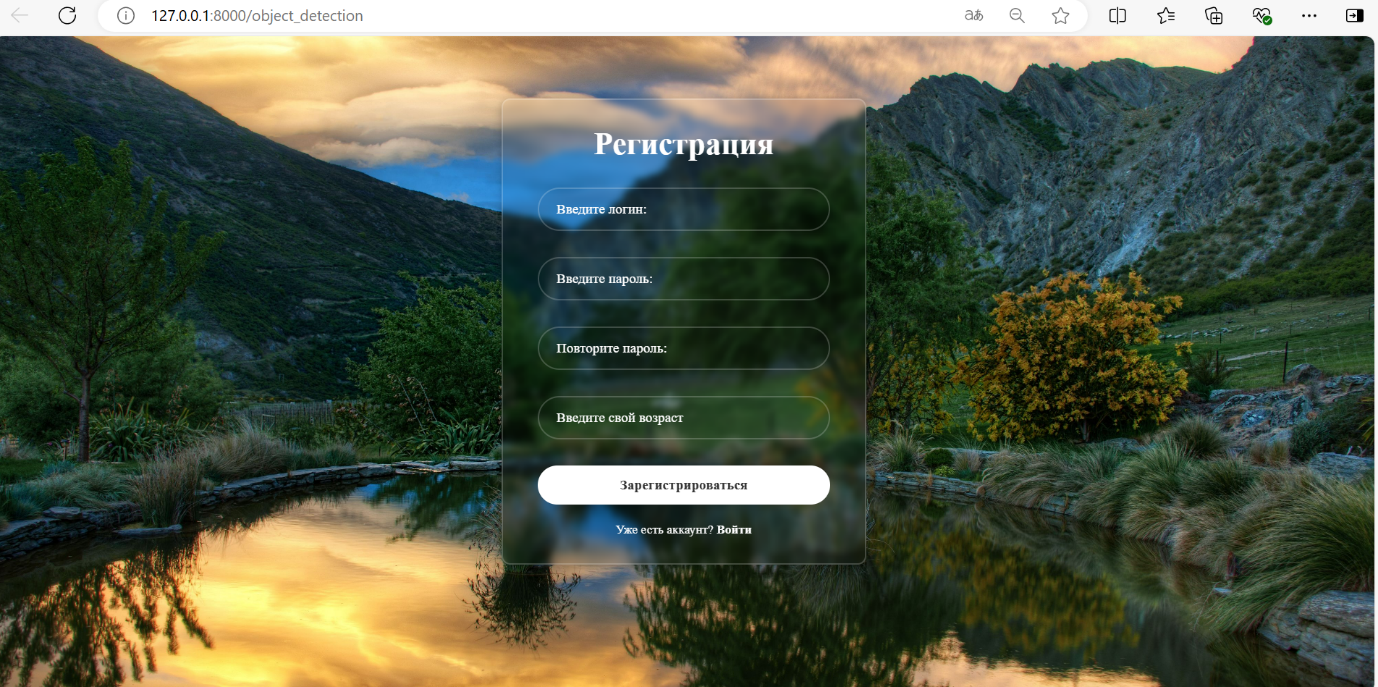 127.0.0.1:8000/object_detection
Регистрация
Введите логин:
Введите пароль:
Повторите пароль:
Введите свой возраст
Зарегистрироваться
Уже есть аккаунт? Войти